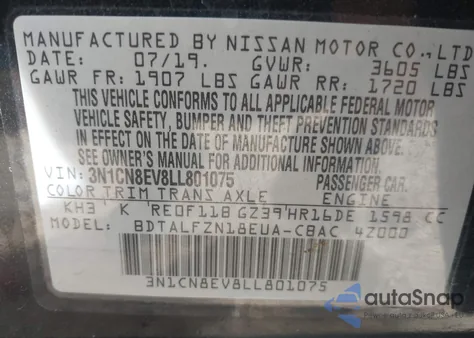 MANUFACTURED BY NISSAN MOTOR CO., LTD
DATE: 07/19. GVWR: 3605 LBS
GAWR FR: 1907 LBS GAWR RR: 1720 LBS
THIS VEHICLE CONFORMS TO ALL APPLICABLE FEDERAL MOTOR
VEHICLE SAFETY, BUMPER AND THEFT PREVENTION STANDARDS
IN EFFECT ON THE DATE OF MANUFACTURE SHOWN ABOVE.
SEE OWNER'S MANUAL FOR ADDITIONAL INFORMATION.
VIN: 3N1CN8EV8LL801075 PASSENGER CAR.
COLOR TRIM TRANS AXLE ENGINE
KH3 K RE0F11B GZ39 HR16DE 1598 CC
MODEL: BDTALFZN18EUA-CBAC 42000
3N1CN8EV8LL801075
autoSnap
AUTOSNAP.COM